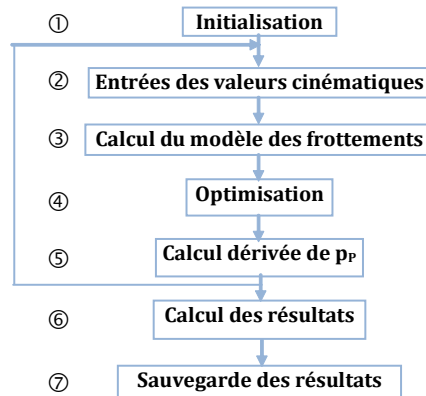 ① Initialisation
② Entrées des valeurs cinématiques
③ Calcul du modèle des frottements
④ Optimisation
⑤ Calcul dérivée de pP
⑥ Calcul des résultats
⑦ Sauvegarde des résultats